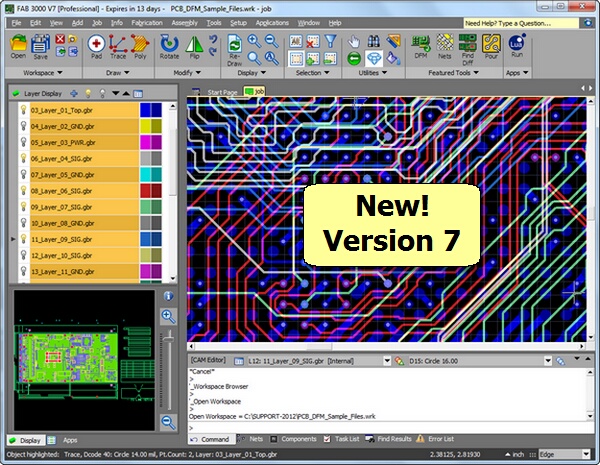 FAB 3000 V7 [Professional] - Expires in 13 days - PCB_DFM_Sample_Files.wrk - job
File View Add Edit Info Fabrication Assembly Tools Setup Job Applications Window Help
Need Help? Type a Question...
Open Save Pad Trace Poly Rotate Flip Re-Draw DFM Nets Diff Find Pour Run
Lua
Workspace Draw Modify Display Selection Utilities Featured Tools Apps
Layer Display
Start Page job
03_Layer_01_Top.gbr
04_Layer_02_GND.gbr
05_Layer_03_PWR.gbr
06_Layer_04_SIG.gbr
07_Layer_05_GND.gbr
08_Layer_06_SIG.gbr
09_Layer_07_SIG.gbr
10_Layer_08_GND.gbr
11_Layer_09_SIG.gbr
12_Layer_10_SIG.gbr
13_Layer_11_GND.gbr
New!
Version 7
[CAM Editor] L12: 11_Layer_09_SIG.gbr [Internal] D15: Circle 16.00
*Cancel*
>
'_Workspace Browser
>
_Open Workspace
>
Open Workspace = C:\SUPPORT-2012\PCB_DFM_Sample_Files.wrk
>
Display Apps
Command Nets Components Task List Find Results Error List
Object highlighted: Trace, Dcode 40: Circle 14.00 mil, Pt.Count: 2, Layer: 03_Layer_01_Top.gbr
2.38125, 2.81930 inch Edge